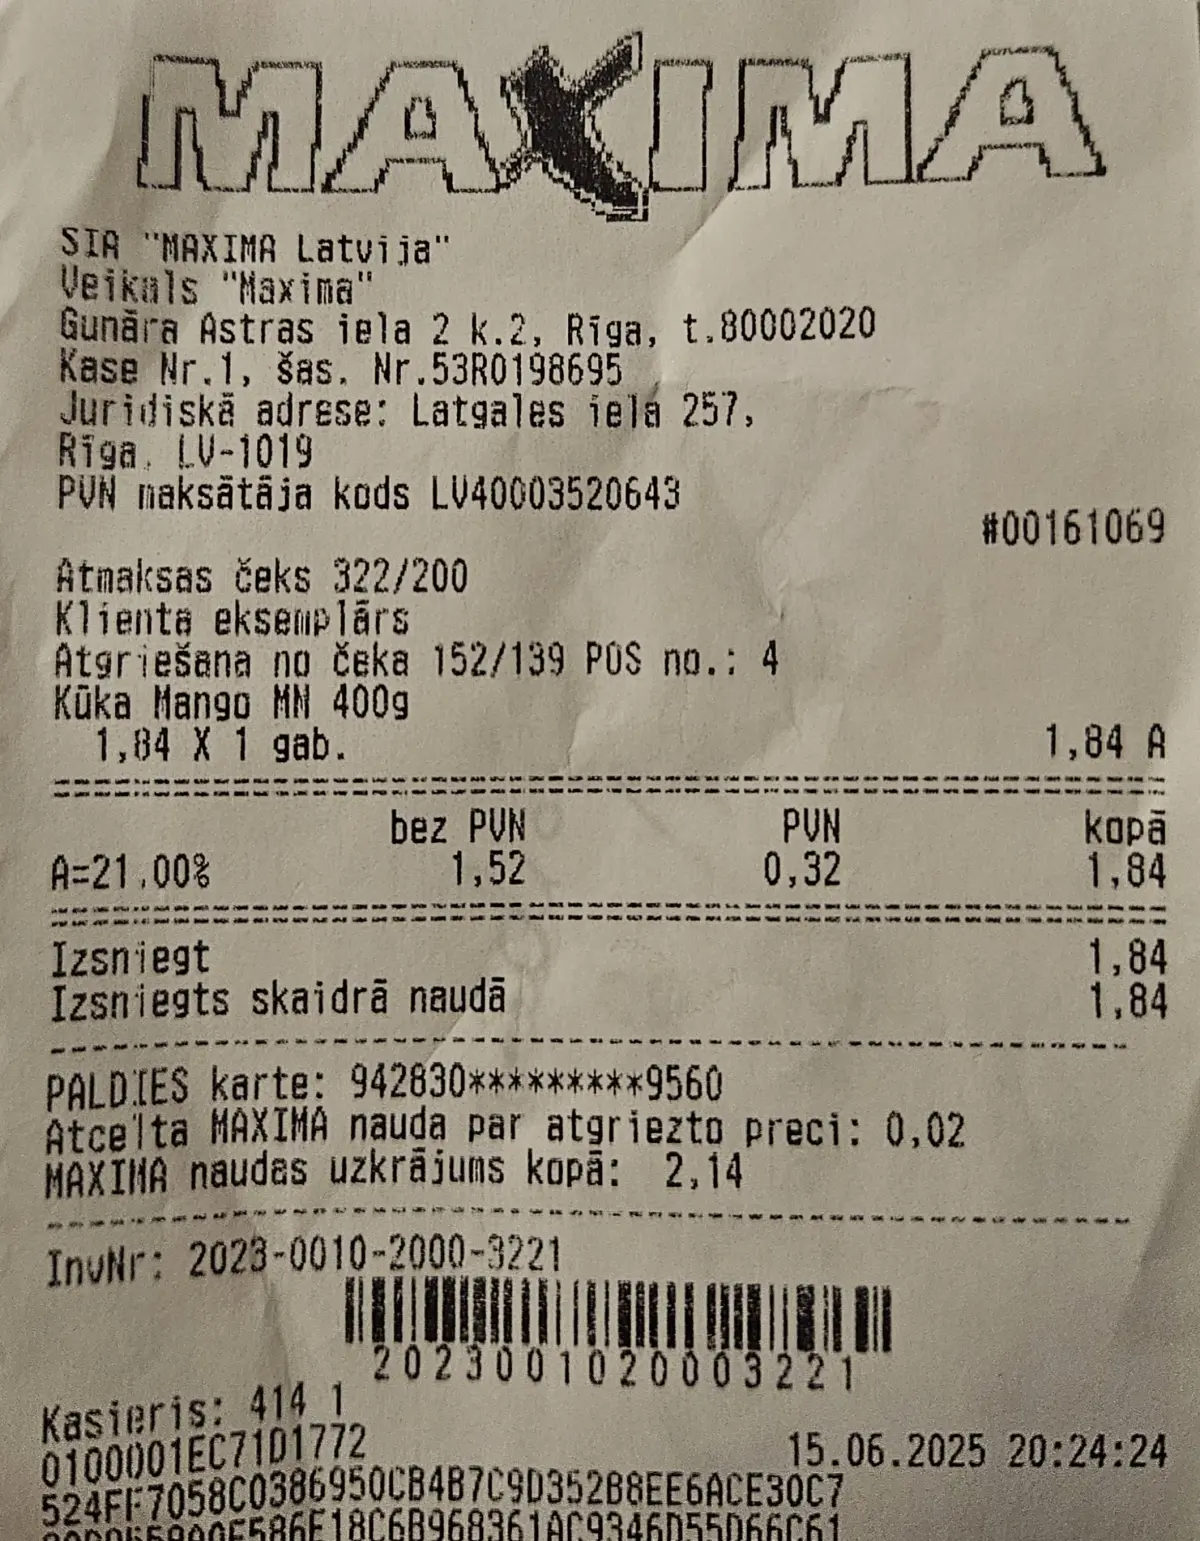 MAXIMA
SIA "MAXIMA Latvija"
Veikals "Maxima"
Gunāra Astras iela 2 k.2, Rīga, t.80002020
Kase Nr.1, šas. Nr.53R0198695
Juridiskā adrese: Latgales iela 257,
Rīga, LV-1019
PVN maksātāja kods LV40003520643
#00161069
Atmaksas čeks 322/200
Klienta eksemplārs
Atgriešana no čeka 152/139 POS no.: 4
Kūka Mango MN 400g
1,84 X 1 gab. 1,84 A
bez PVN PVN kopā
A=21.00% 1,52 0,32 1,84
Izsniegt 1,84
Izsniegts skaidrā naudā 1,84
PALDIES karte: 942830*********9560
Atcelta MAXIMA nauda par atgriezto preci: 0,02
MAXIMA naudas uzkrājums kopā: 2,14
InvNr: 2023-0010-2000-3221
2023001020003221
Kasieris: 414 1
0100001EC71D1772 15.06.2025 20:24:24
524FF7058C0386950CB4B7C9D352B8EE6ACE30C7